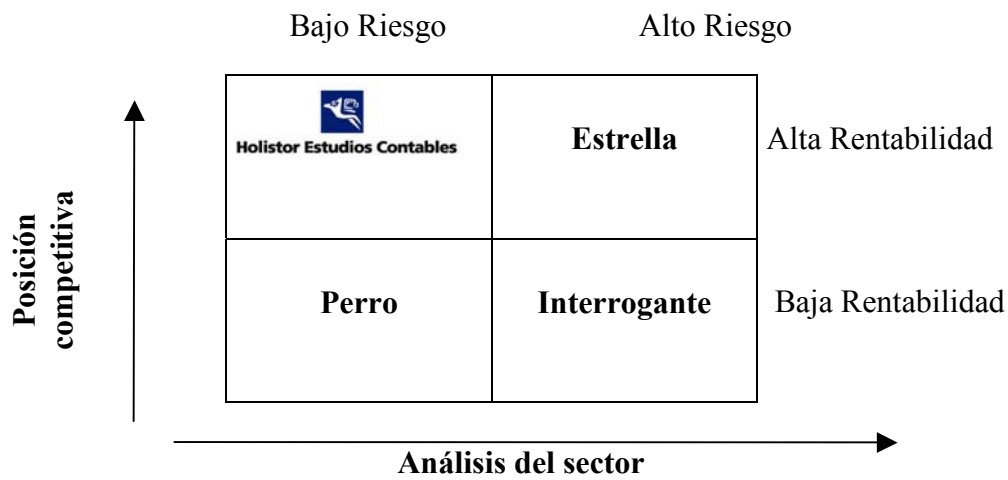 Bajo Riesgo Alto Riesgo
Holistor Estudios Contables
Estrella
Alta Rentabilidad
Posición
competitiva
Perro
Interrogante
Baja Rentabilidad
Análisis del sector